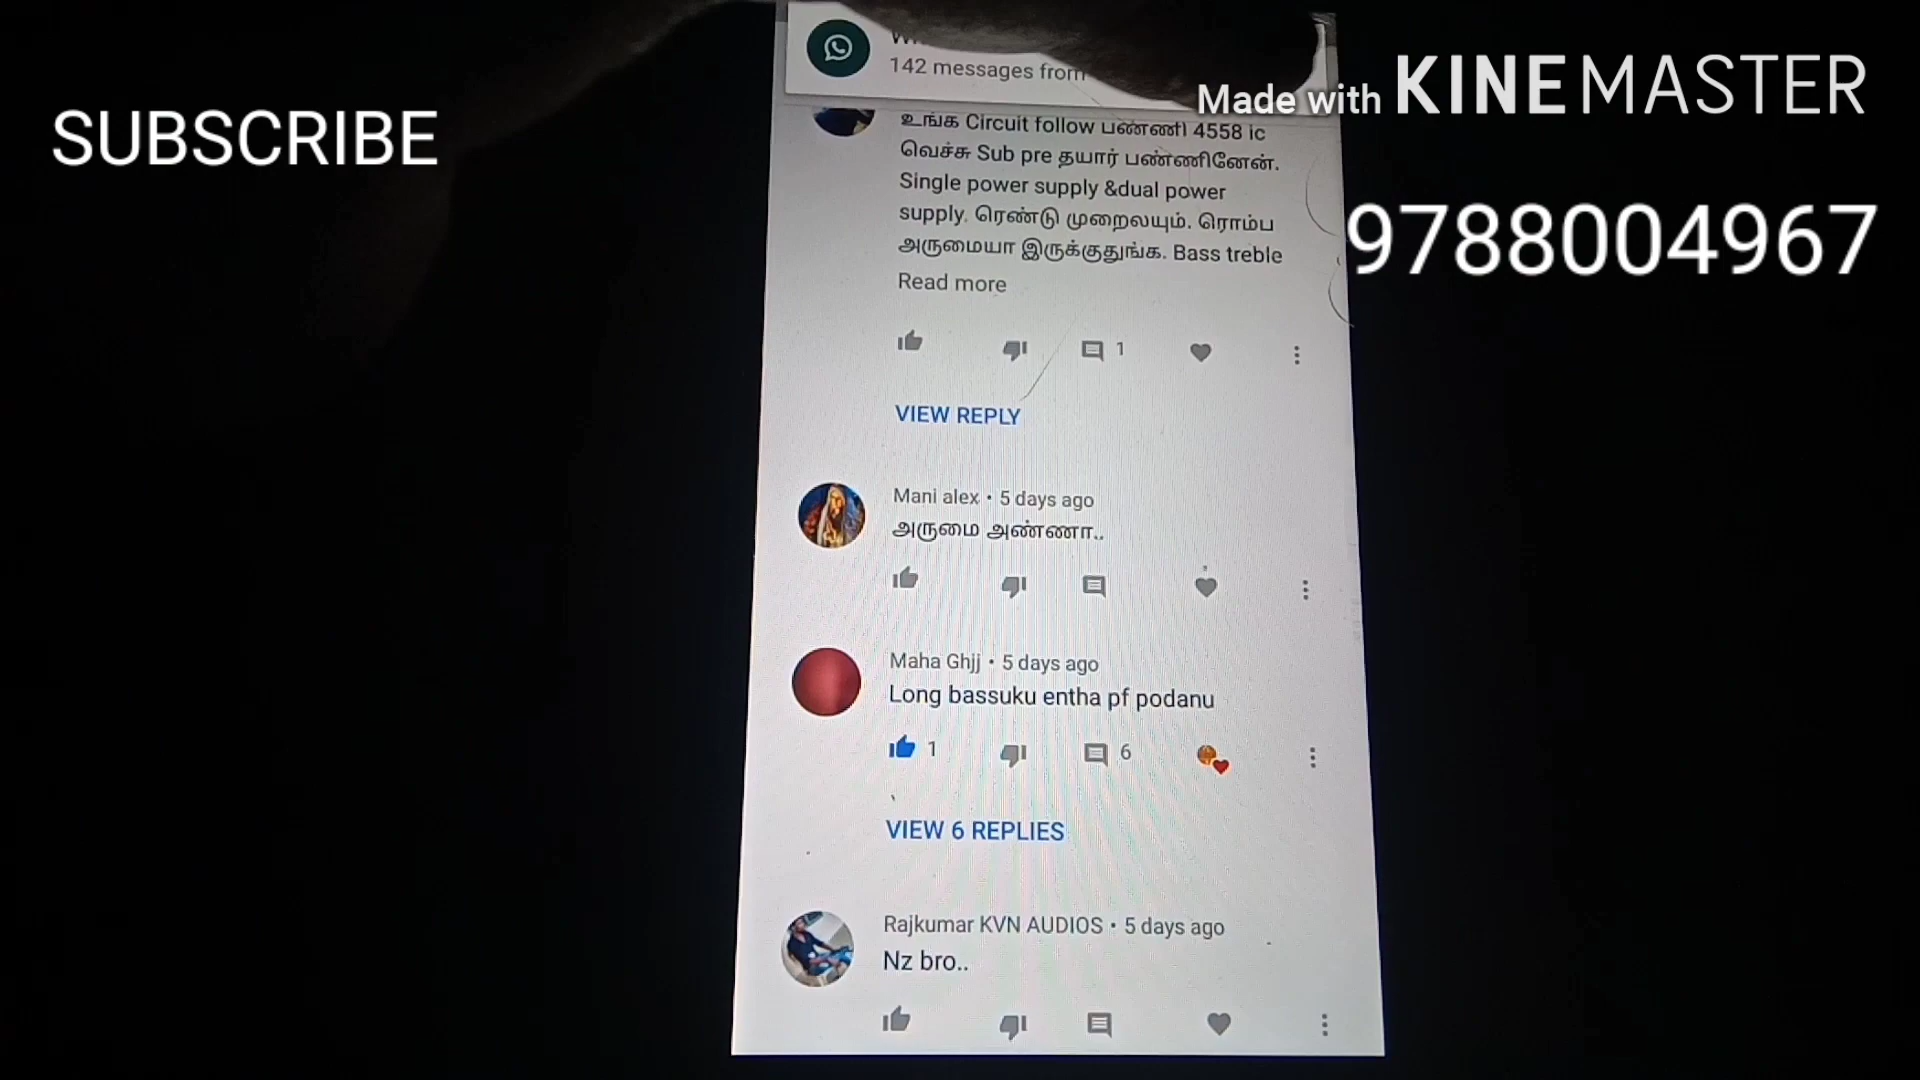 142 messages from
Made with KINEMASTER
SUBSCRIBE
9788004967
உங்க Circuit follow பண்ணி 4558 ic
வெச்சு Sub pre தயார் பண்ணினேன்.
Single power supply &dual power
supply. ரெண்டு முறைலயும். ரொம்ப
அருமையா இருக்குதுங்க. Bass treble
Read more
1
VIEW REPLY
Mani alex • 5 days ago
அருமை அண்ணா..
Maha Ghjj • 5 days ago
Long bassuku entha pf podanu
1 6
VIEW 6 REPLIES
Rajkumar KVN AUDIOS • 5 days ago
Nz bro..